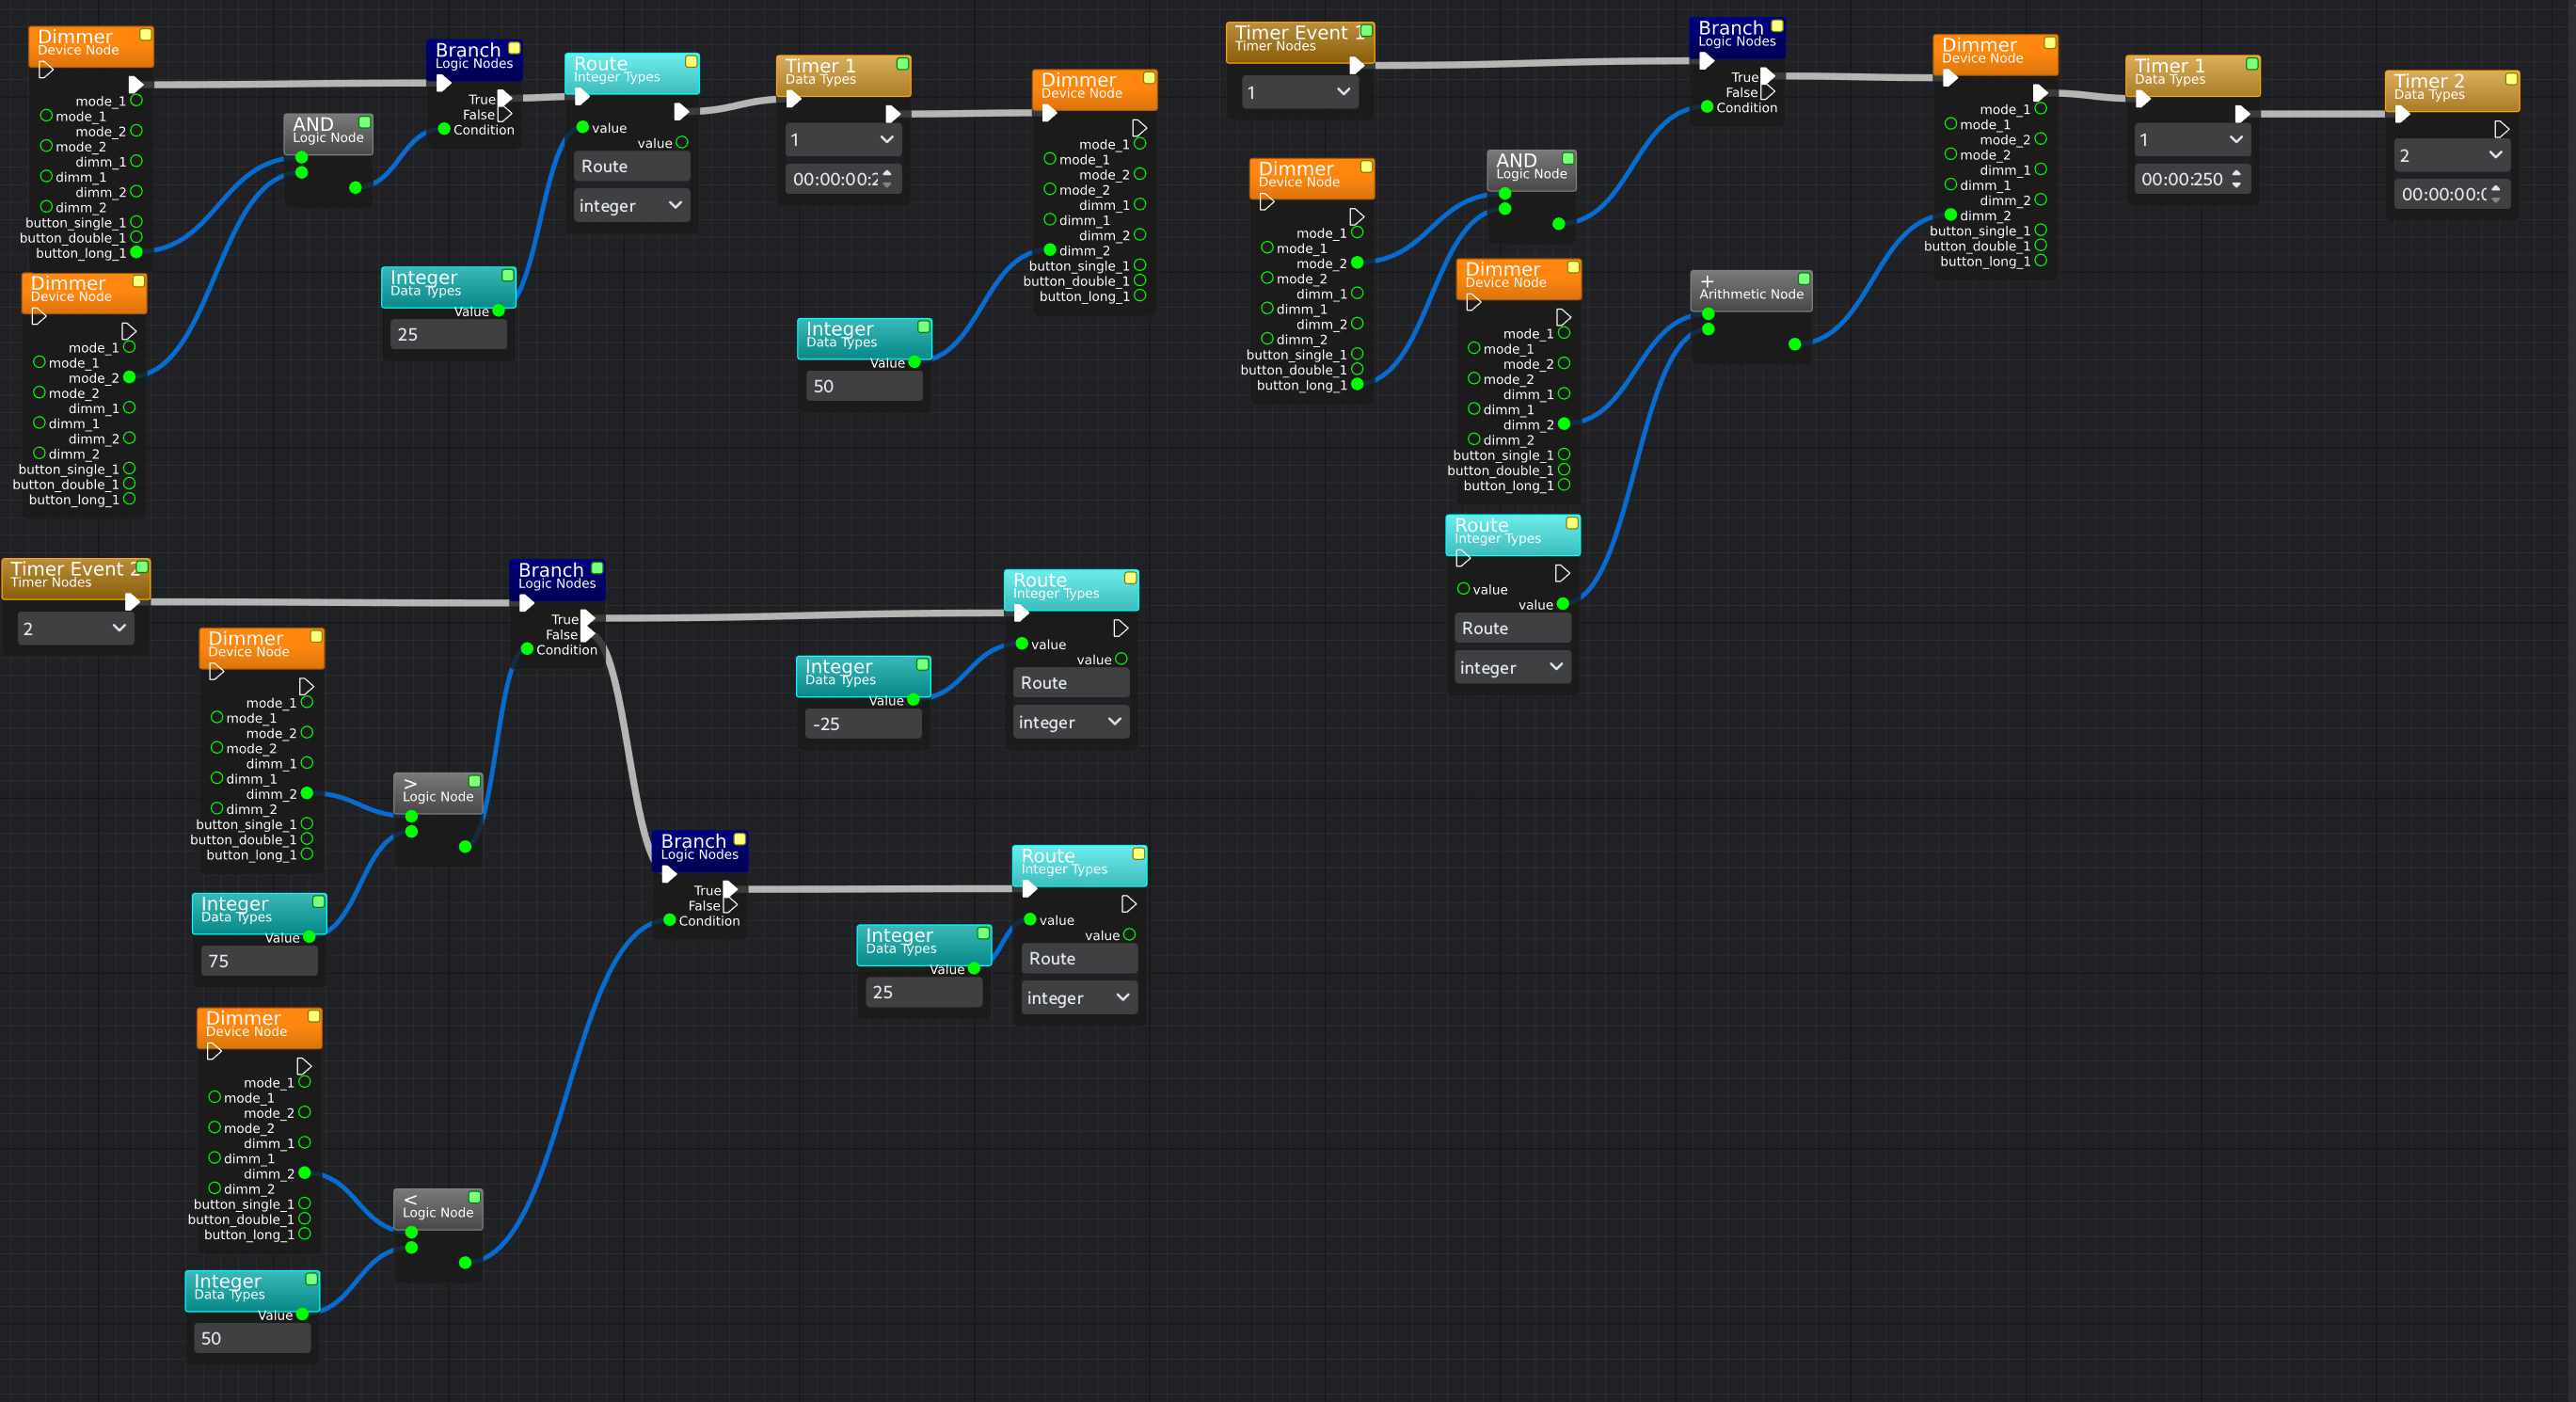 Dimmer
Device Node
mode_1
mode_1
mode_2
mode_2
dimm_1
dimm_1
dimm_2
dimm_2
button_single_1
button_double_1
button_long_1
Dimmer
Device Node
mode_1
mode_1
mode_2
mode_2
dimm_1
dimm_1
dimm_2
dimm_2
button_single_1
button_double_1
button_long_1
AND
Logic Node
Branch
Logic Nodes
True
False
Condition
Integer
Data Types
Value
25
Route
Integer Types
value
value
Route
integer
Timer 1
Data Types
1
00:00:00:2
Integer
Data Types
Value
50
Dimmer
Device Node
mode_1
mode_1
mode_2
mode_2
dimm_1
dimm_1
dimm_2
dimm_2
button_single_1
button_double_1
button_long_1
Timer Event 1
Timer Nodes
1
Dimmer
Device Node
mode_1
mode_1
mode_2
mode_2
dimm_1
dimm_1
dimm_2
dimm_2
button_single_1
button_double_1
button_long_1
AND
Logic Node
Dimmer
Device Node
mode_1
mode_1
mode_2
mode_2
dimm_1
dimm_1
dimm_2
dimm_2
button_single_1
button_double_1
button_long_1
Route
Integer Types
value
value
Route
integer
Branch
Logic Nodes
True
False
Condition
+
Arithmetic Node
Dimmer
Device Node
mode_1
mode_1
mode_2
mode_2
dimm_1
dimm_1
dimm_2
dimm_2
button_single_1
button_double_1
button_long_1
Timer 1
Data Types
1
00:00:250
Timer 2
Data Types
2
00:00:00:0
Timer Event 2
Timer Nodes
2
Dimmer
Device Node
mode_1
mode_1
mode_2
mode_2
dimm_1
dimm_1
dimm_2
dimm_2
button_single_1
button_double_1
button_long_1
Integer
Data Types
Value
75
>
Logic Node
Branch
Logic Nodes
True
False
Condition
Integer
Data Types
Value
-25
Route
Integer Types
value
value
Route
integer
Branch
Logic Nodes
True
False
Condition
Integer
Data Types
Value
25
Route
Integer Types
value
value
Route
integer
Dimmer
Device Node
mode_1
mode_1
mode_2
mode_2
dimm_1
dimm_1
dimm_2
dimm_2
button_single_1
button_double_1
button_long_1
<
Logic Node
Integer
Data Types
Value
50